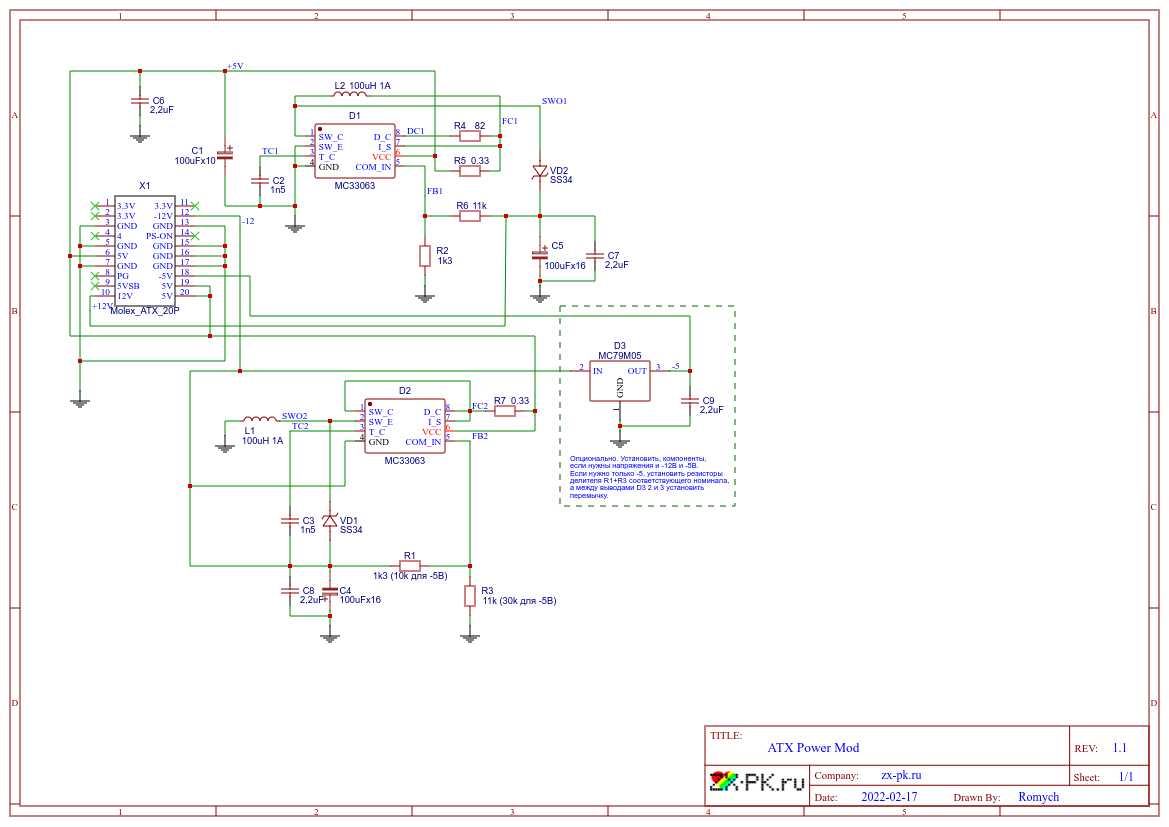 1 2 3 4 5
A A
B B
C C
D D
+5V
C6
2,2uF
L2 100uH 1A
SWO1
D1
1 SW_C
2 SW_E
3 T_C
4 GND
D_C 8
I_S 7
VCC 6
COM_IN 5
MC33063
DC1
FC1
R4 82
R5 0.33
C1
100uFx10
+
TC1
C2
1n5
VD2
SS34
FB1
R6 11k
R2
1k3
C5
100uFx16
+
C7
2,2uF
X1
1 3.3V 3.3V 11
2 3.3V -12V 12
3 GND GND 13
4 4 PS-ON 14
5 GND GND 15
6 5V GND 16
7 GND GND 17
8 PG -5V 18
9 5VSB 5V 19
10 12V 5V 20
-12
+12V
Molex_ATX_20P
D3
MC79M05
2 IN OUT 3
GND
1
-5
C9
2,2uF
Опционально. Установить, компоненты,
если нужны напряжения и -12В и -5В.
Если нужно только -5, установить резисторы
делителя R1+R3 соответствующего номинала,
а между выводами D3 2 и 3 установить
перемычку.
D2
1 SW_C
2 SW_E
3 T_C
4 GND
D_C 8
I_S 7
VCC 6
COM_IN 5
MC33063
FC2
R7 0.33
FB2
SWO2
TC2
L1
100uH 1A
C3
1n5
VD1
SS34
R1
1k3 (10k для -5В)
C8
2,2uF
+
C4
100uFx16
R3
11k (30k для -5В)
TITLE:
ATX Power Mod
REV: 1.1
ZX-PK.ru
Company: zx-pk.ru
Sheet: 1/1
Date: 2022-02-17
Drawn By: Romych
1 2 3 4 5